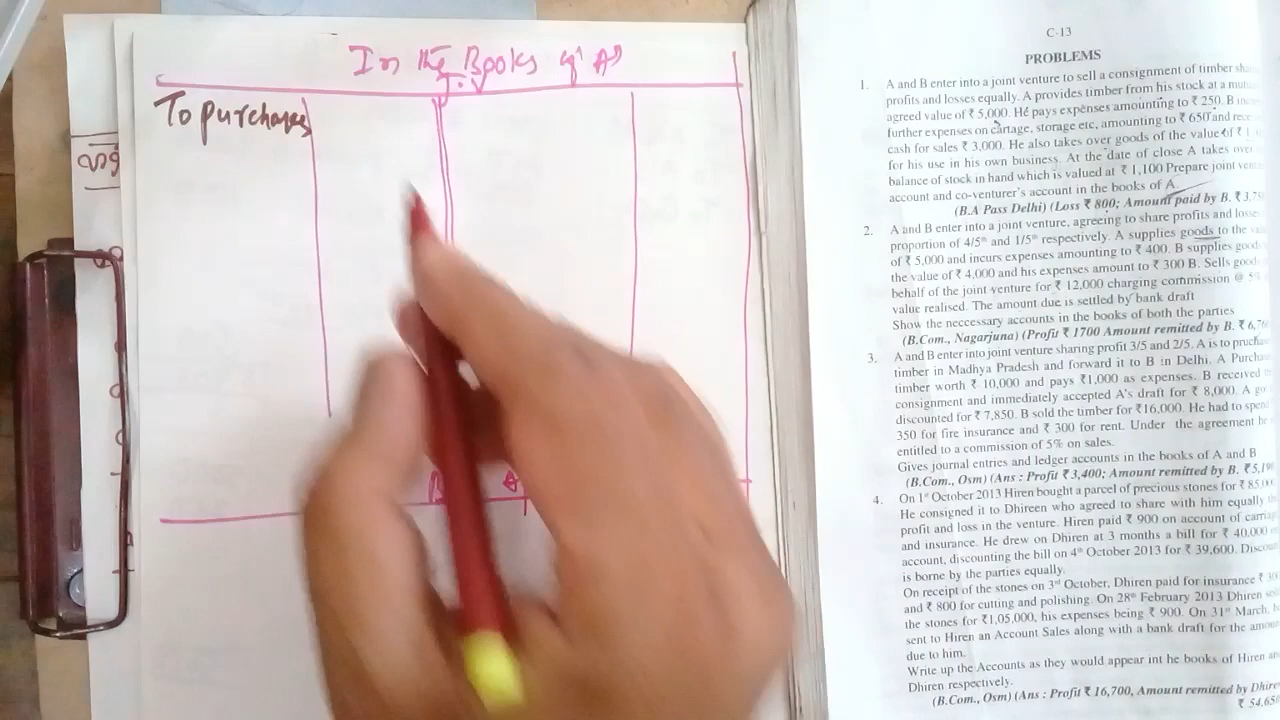 In the Books of A's
J.V
To purchases
C-13
PROBLEMS
1. A and B enter into a joint venture to sell a consignment of timber
profits and losses equally. A provides timber from his stock at a
agreed value of ₹ 5,000. He pays expenses amounting to ₹ 250. B
further expenses on cartage, storage etc, amounting to ₹ 650 and
cash for sales ₹ 3,000. He also takes over goods of the value of ₹
for his use in his own business. At the date of close A takes over
balance of stock in hand which is valued at ₹ 1,100 Prepare joint
account and co-venturer's account in the books of A.
(B.A Pass Delhi) (Loss ₹ 800; Amount paid by B. ₹
2. A and B enter into a joint venture, agreeing to share profits and
proportion of 4/5th and 1/5th respectively. A supplies goods to the
of ₹ 5,000 and incurs expenses amounting to ₹ 400. B supplies
the value of ₹ 4,000 and his expenses amount to ₹ 300 B. Sells
behalf of the joint venture for ₹ 12,000 charging commission @
value realised. The amount due is settled by bank draft
Show the neccessary accounts in the books of both the parties
(B.Com., Nagarjuna) (Profit ₹ 1700 Amount remitted by B. ₹
3. A and B enter into joint venture sharing profit 3/5 and 2/5. A is to
timber in Madhya Pradesh and forward it to B in Delhi. A
timber worth ₹ 10,000 and pays ₹1,000 as expenses. B received
consignment and immediately accepted A's draft for ₹ 8,000. A
discounted for ₹ 7,850. B sold the timber for ₹16,000. He had to spend
350 for fire insurance and ₹ 300 for rent. Under the agreement
entitled to a commission of 5% on sales.
Gives journal entries and ledger accounts in the books of A and B
(B.Com., Osm) (Ans : Profit ₹3,400; Amount remitted by B.
4. On 1st October 2013 Hiren bought a parcel of precious stones for
He consigned it to Dhireen who agreed to share with him equally
profit and loss in the venture. Hiren paid ₹ 900 on account of
and insurance. He drew on Dhiren at 3 months a bill for ₹ 40,000
account, discounting the bill on 4th October 2013 for ₹ 39,600.
is borne by the parties equally.
On receipt of the stones on 3rd October, Dhiren paid for insurance
and ₹ 800 for cutting and polishing. On 28th February 2013 Dhiren
the stones for ₹1,05,000, his expenses being ₹ 900. On 31st March,
sent to Hiren an Account Sales along with a bank draft for the
due to him.
Write up the Accounts as they would appear int he books of Hiren
Dhiren respectively.
(B.Com., Osm) (Ans : Profit ₹ 16,700, Amount remitted by
₹ 54,650